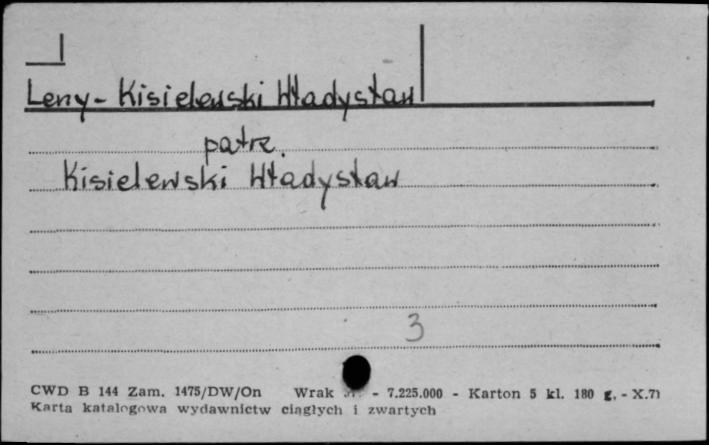 Leny-Kisielewski Władysław
patrz.
Kisielewski Władysław
3
CWD B 144 Zam. 1475/DW/On Wrak - 7.225.000 - Karton 5 kl. 180 g. - X.71
Karta katalogowa wydawnictw ciągłych i zwartych